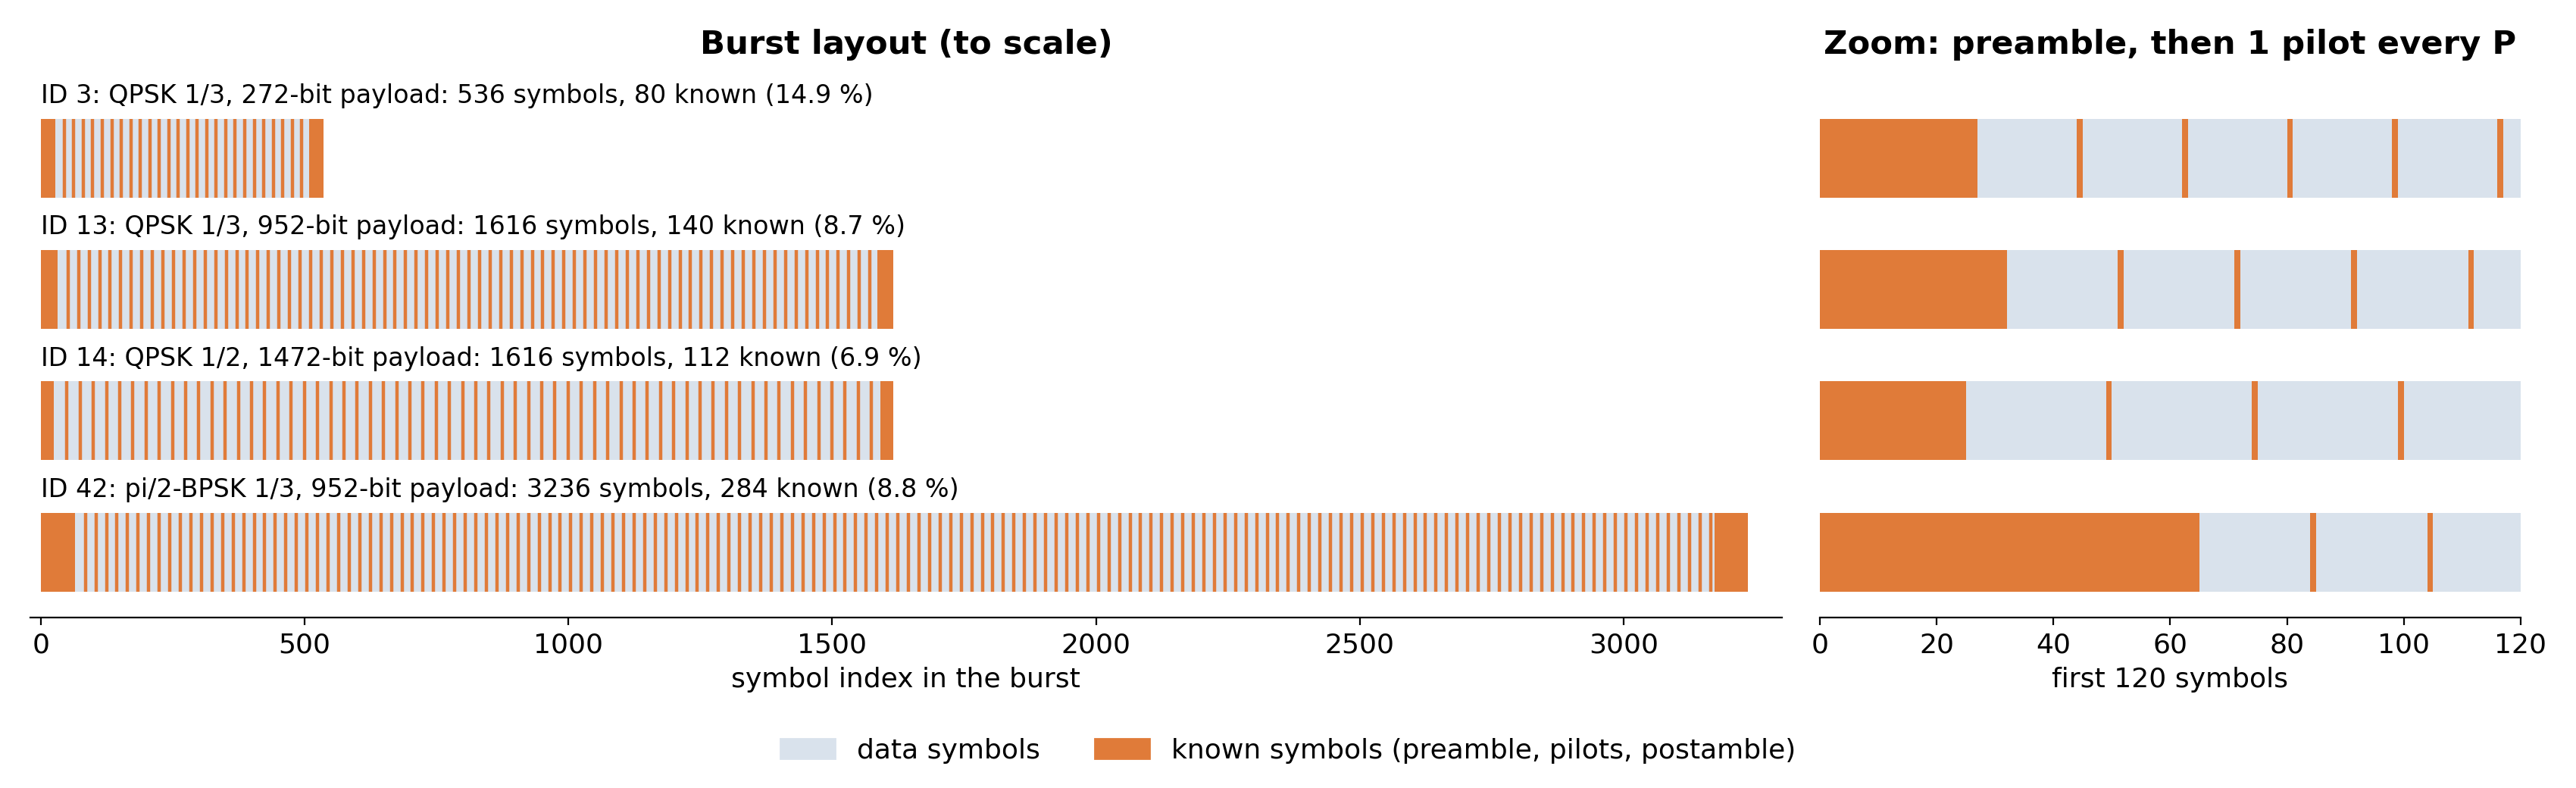 Burst layout (to scale)
ID 3: QPSK 1/3, 272-bit payload: 536 symbols, 80 known (14.9 %)
ID 13: QPSK 1/3, 952-bit payload: 1616 symbols, 140 known (8.7 %)
ID 14: QPSK 1/2, 1472-bit payload: 1616 symbols, 112 known (6.9 %)
ID 42: pi/2-BPSK 1/3, 952-bit payload: 3236 symbols, 284 known (8.8 %)
0 500 1000 1500 2000 2500 3000
symbol index in the burst
Zoom: preamble, then 1 pilot every P
0 20 40 60 80 100 120
first 120 symbols
data symbols
known symbols (preamble, pilots, postamble)